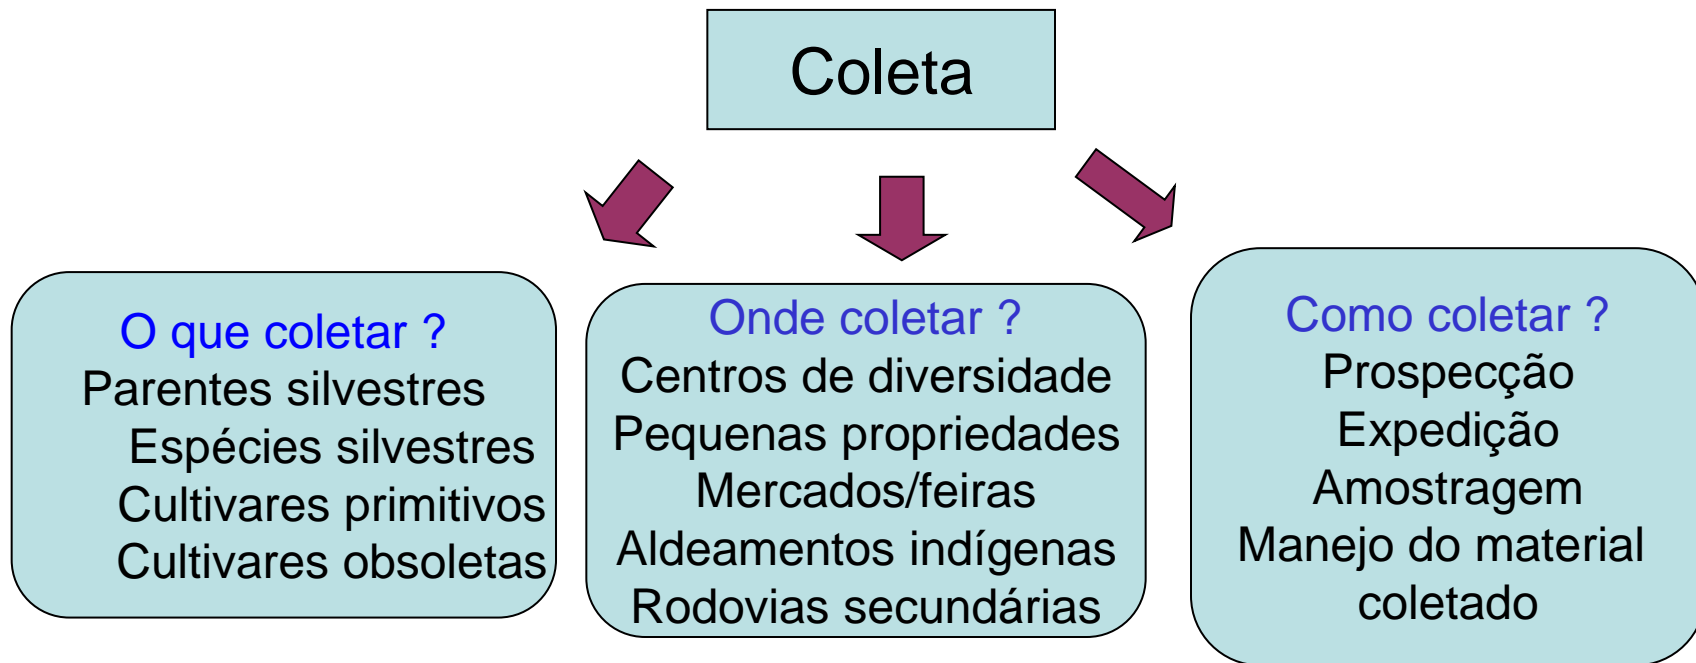 Coleta
O que coletar ?
Parentes silvestres
Espécies silvestres
Cultivares primitivos
Cultivares obsoletas
Onde coletar ?
Centros de diversidade
Pequenas propriedades
Mercados/feiras
Aldeamentos indígenas
Rodovias secundárias
Como coletar ?
Prospecção
Expedição
Amostragem
Manejo do material
coletado